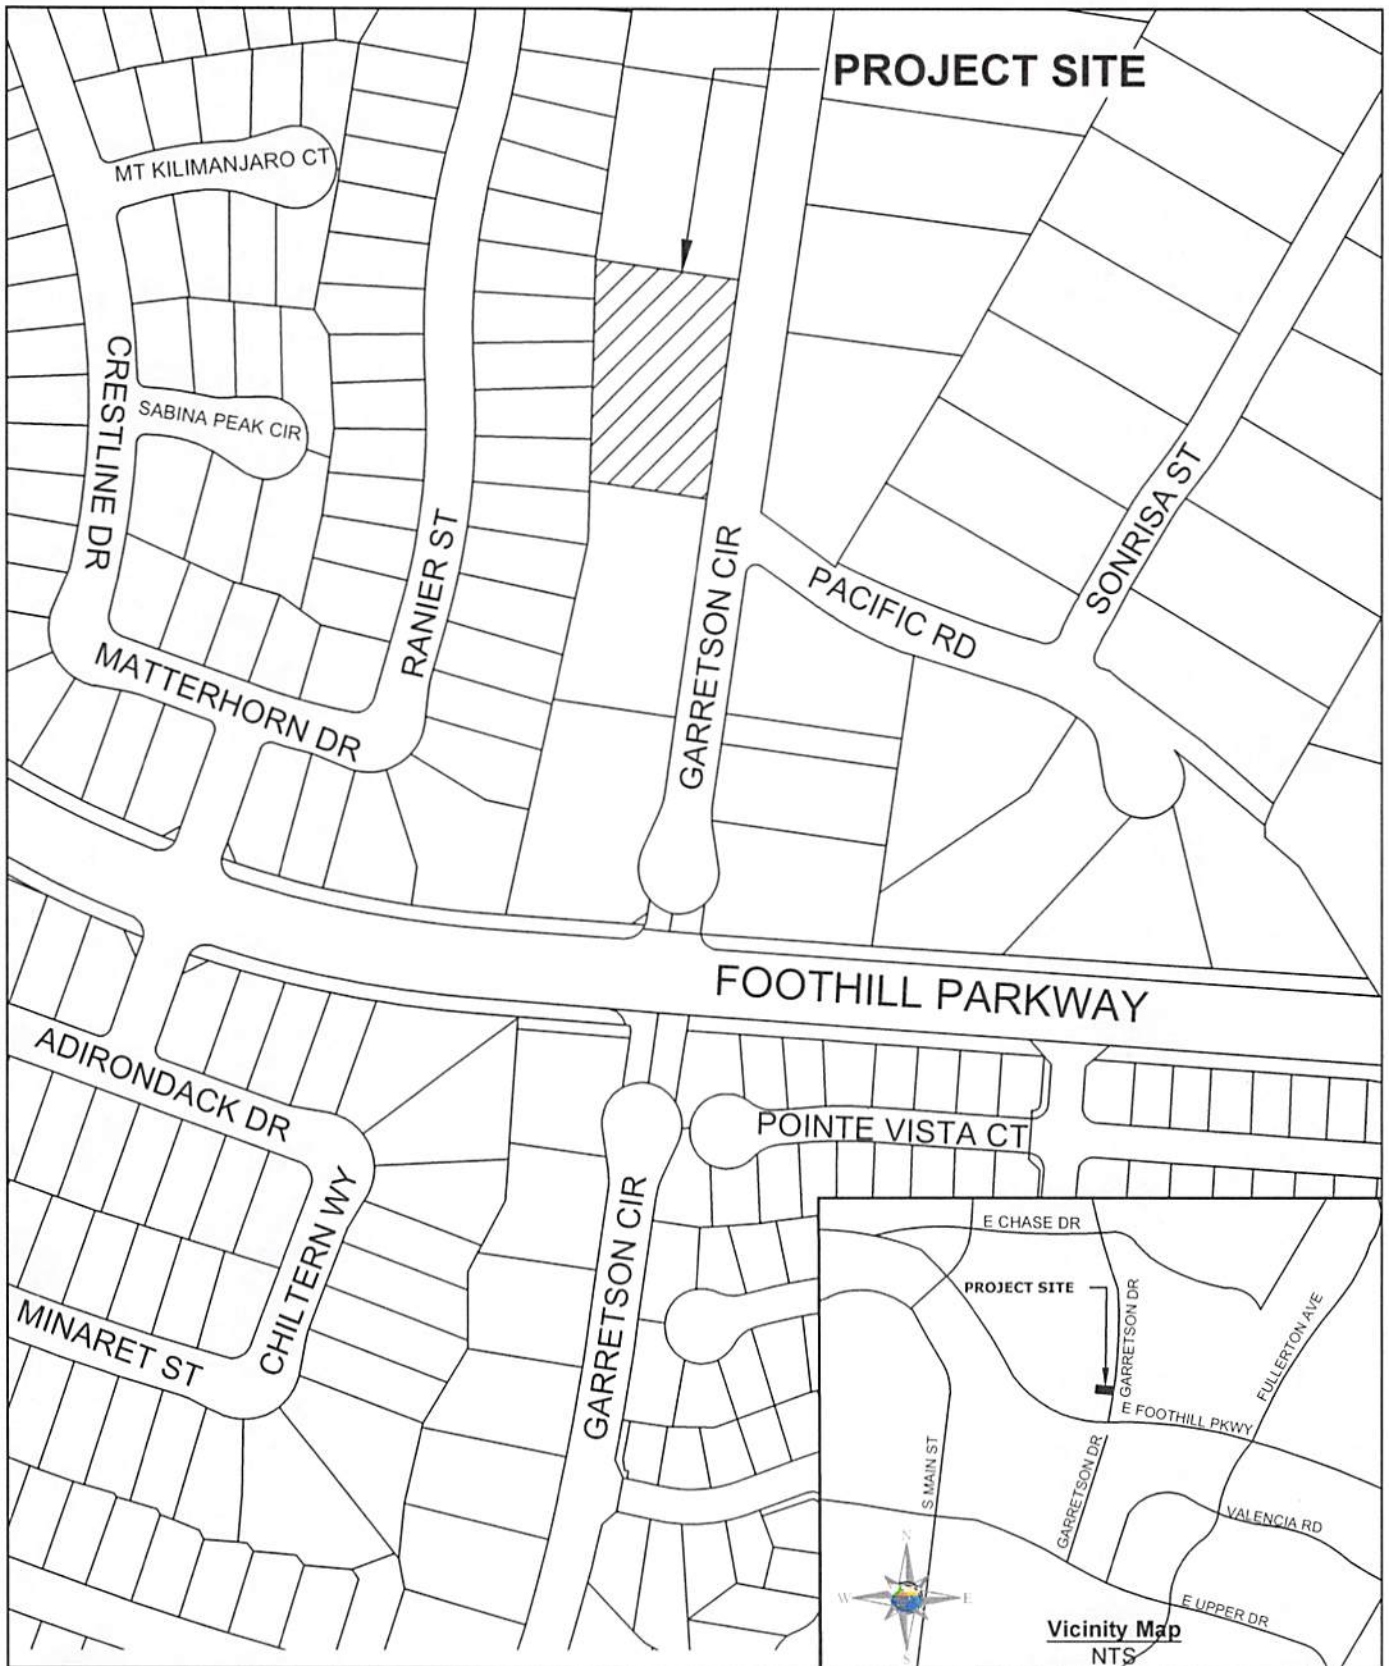 PROJECT SITE
MT KILIMANJARO CT
CRESTLINE DR
SABINA PEAK CIR
RANIER ST
SONRISA ST
GARRETSON CIR
PACIFIC RD
MATTERHORN DR
FOOTHILL PARKWAY
ADIRONDACK DR
POINTE VISTA CT
CHILTERN WY
GARRETSON CIR
MINARET ST
E CHASE DR
PROJECT SITE
GARRETSON DR
FULLERTON AVE
E FOOTHILL PKWY
S MAIN ST
GARRETSON DR
VALENCIA RD
E UPPER DR
N
W
E
S
Vicinity Map
NTS